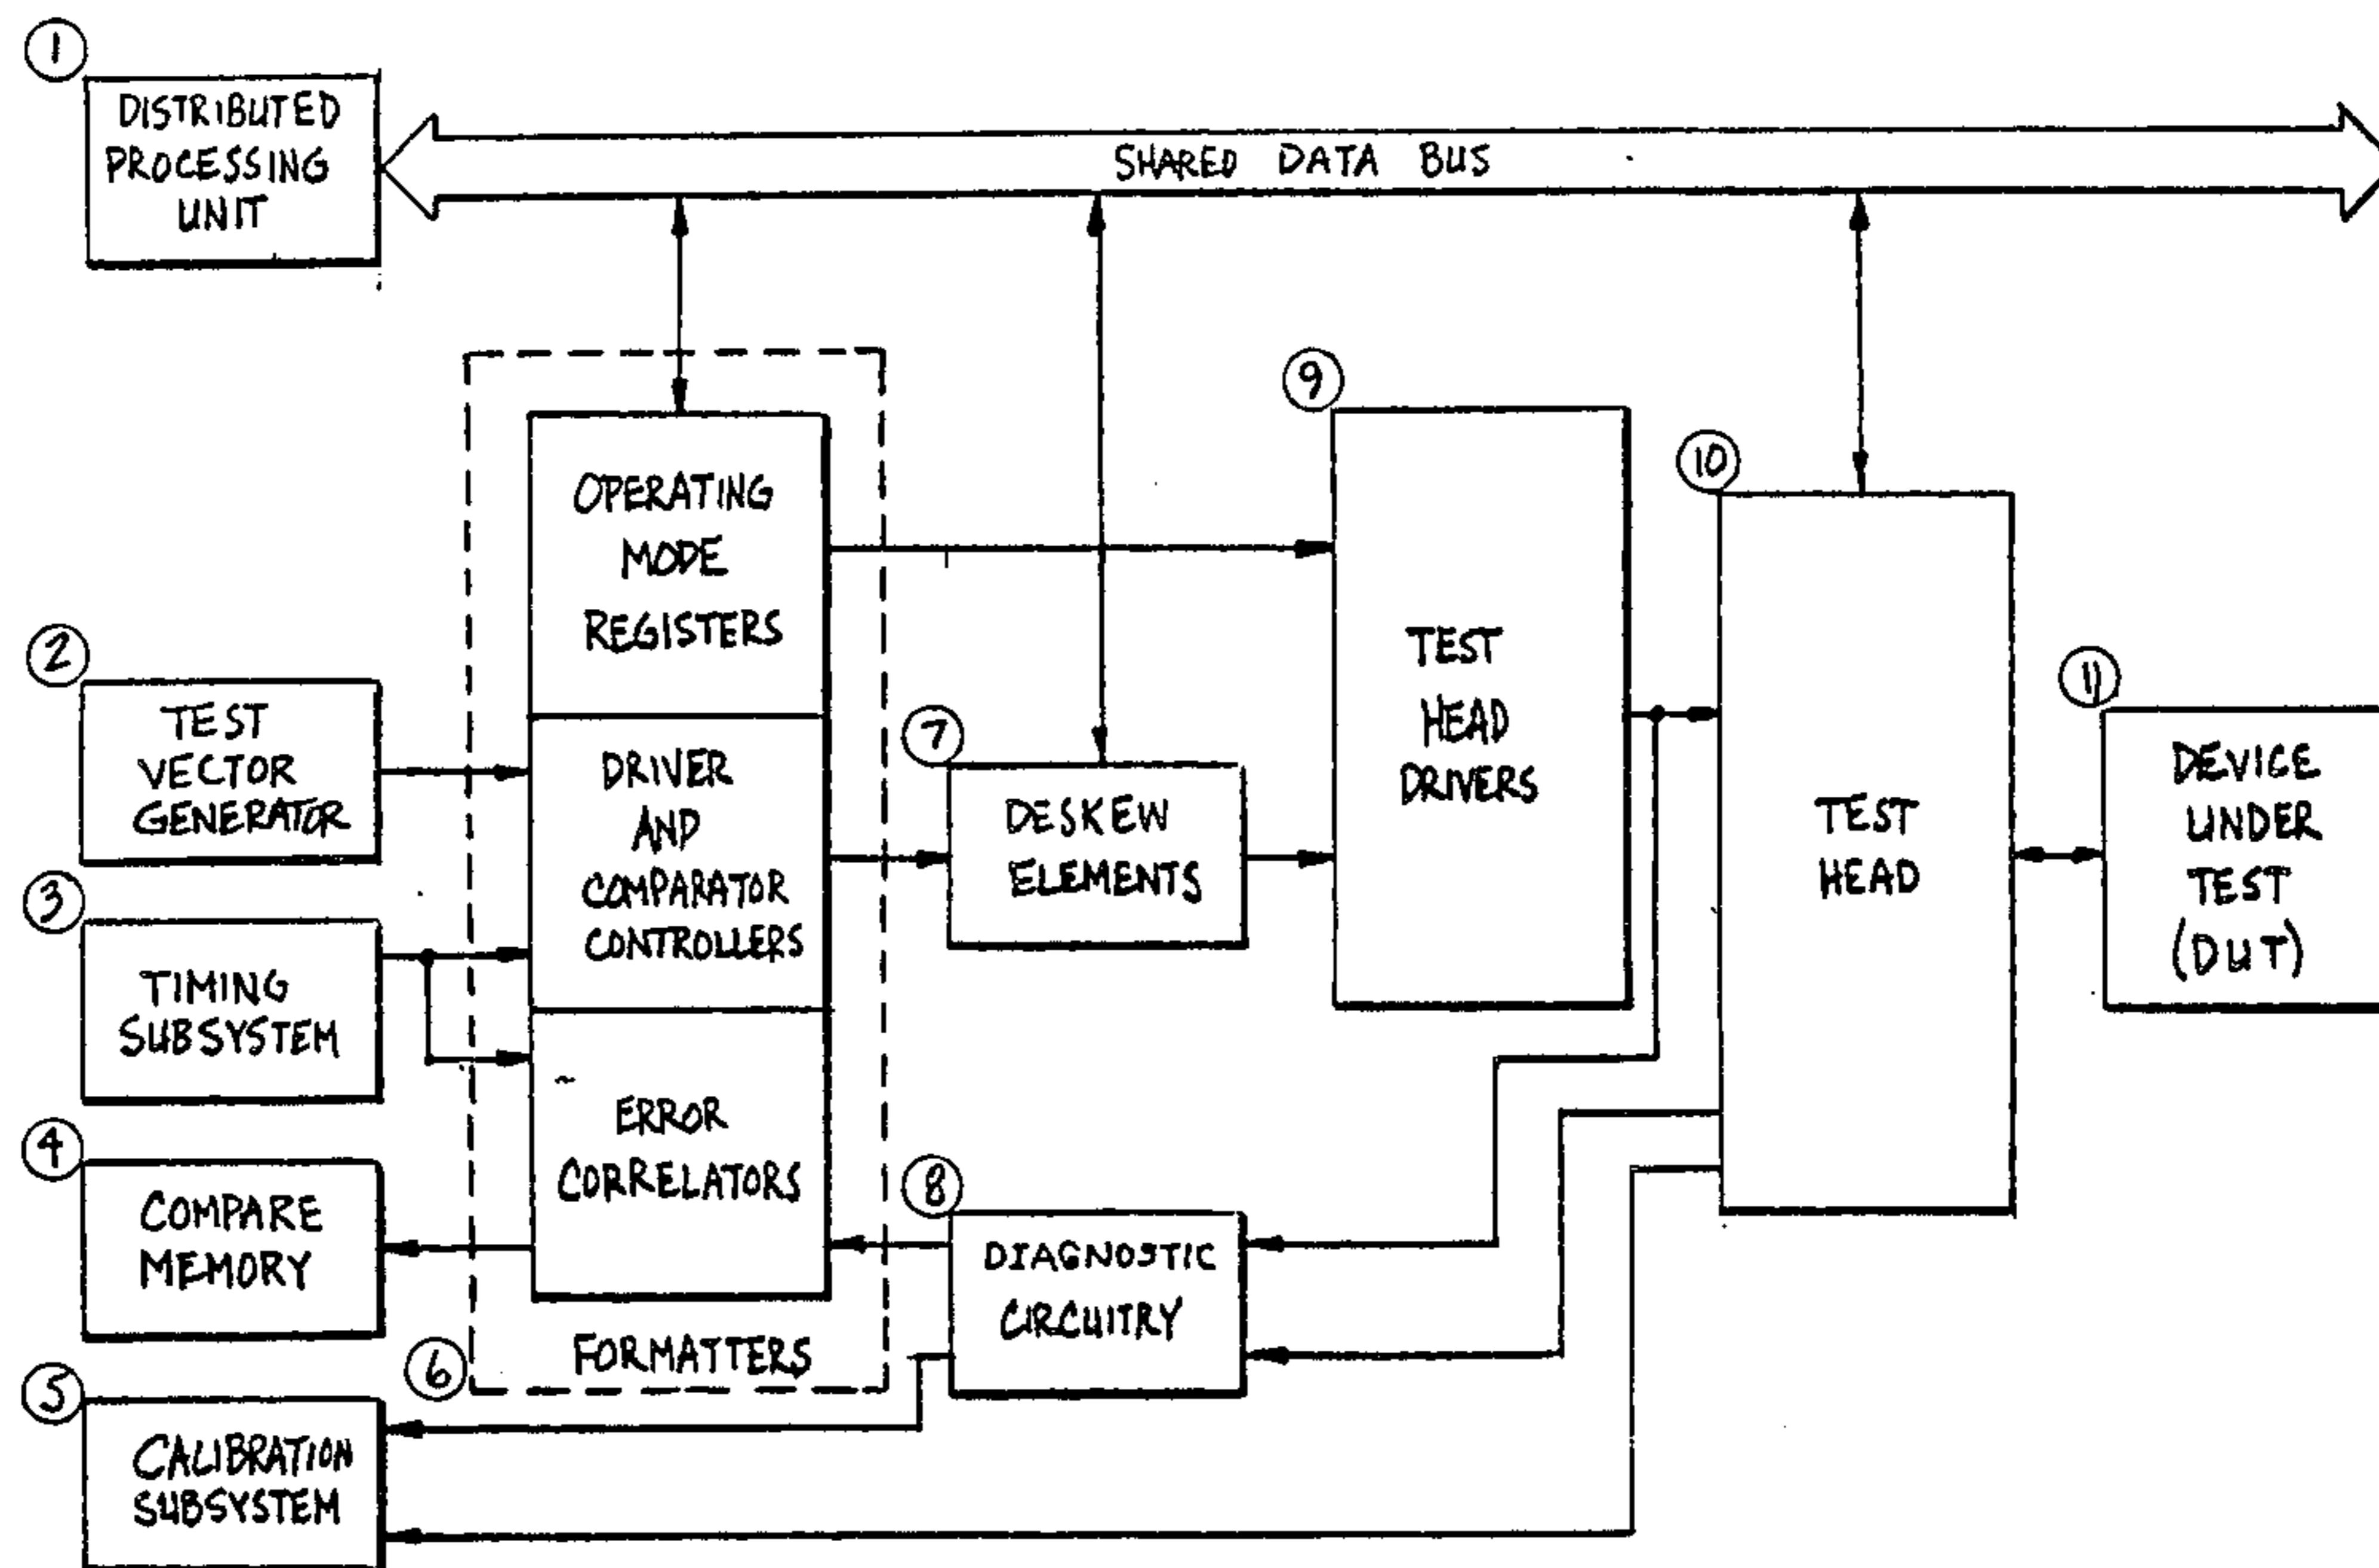 1
DISTRIBUTED
PROCESSING
UNIT
SHARED DATA BUS
2
TEST
VECTOR
GENERATOR
3
TIMING
SUBSYSTEM
4
COMPARE
MEMORY
5
CALIBRATION
SUBSYSTEM
OPERATING
MODE
REGISTERS
DRIVER
AND
COMPARATOR
CONTROLLERS
ERROR
CORRELATORS
6
FORMATTERS
7
DESKEW
ELEMENTS
8
DIAGNOSTIC
CIRCUITRY
9
TEST
HEAD
DRIVERS
10
TEST
HEAD
11
DEVICE
UNDER
TEST
(DUT)